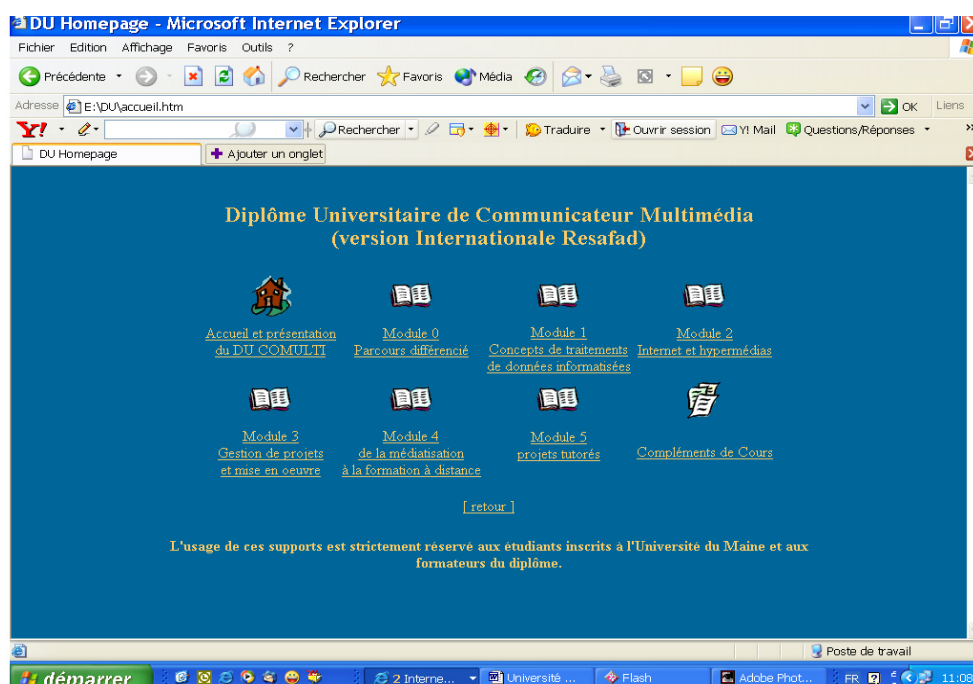 DU Homepage - Microsoft Internet Explorer
Fichier Edition Affichage Favoris Outils ?
Précédente Rechercher Favoris Média
Adresse E:\DU\accueil.htm OK Liens
Y! Rechercher Traduire Ouvrir session Y! Mail Questions/Réponses »
DU Homepage Ajouter un onglet
Diplôme Universitaire de Communicateur Multimédia
(version Internationale Resafad)
Accueil et présentation
du DU COMULTI
Module 0
Parcours différencié
Module 1
Concepts de traitements
de données informatisées
Module 2
Internet et hypermédias
Module 3
Gestion de projets
et mise en oeuvre
Module 4
de la médiatisation
à la formation à distance
Module 5
projets tutorés
Compléments de Cours
[ retour ]
L'usage de ces supports est strictement réservé aux étudiants inscrits à l'Université du Maine et aux
formateurs du diplôme.
Poste de travail
démarrer 2 Interne... Université ... Flash Adobe Phot... FR 11:08